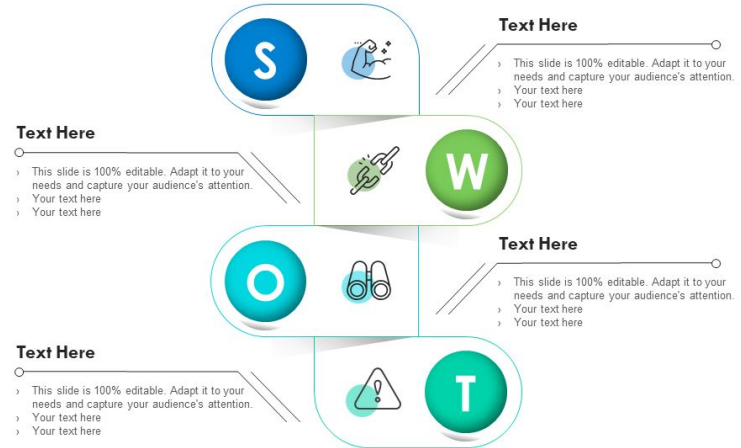 S
Text Here
› This slide is 100% editable. Adapt it to your
needs and capture your audience's attention.
› Your text here
› Your text here
W
Text Here
› This slide is 100% editable. Adapt it to your
needs and capture your audience's attention.
› Your text here
› Your text here
O
Text Here
› This slide is 100% editable. Adapt it to your
needs and capture your audience's attention.
› Your text here
› Your text here
T
Text Here
› This slide is 100% editable. Adapt it to your
needs and capture your audience's attention.
› Your text here
› Your text here